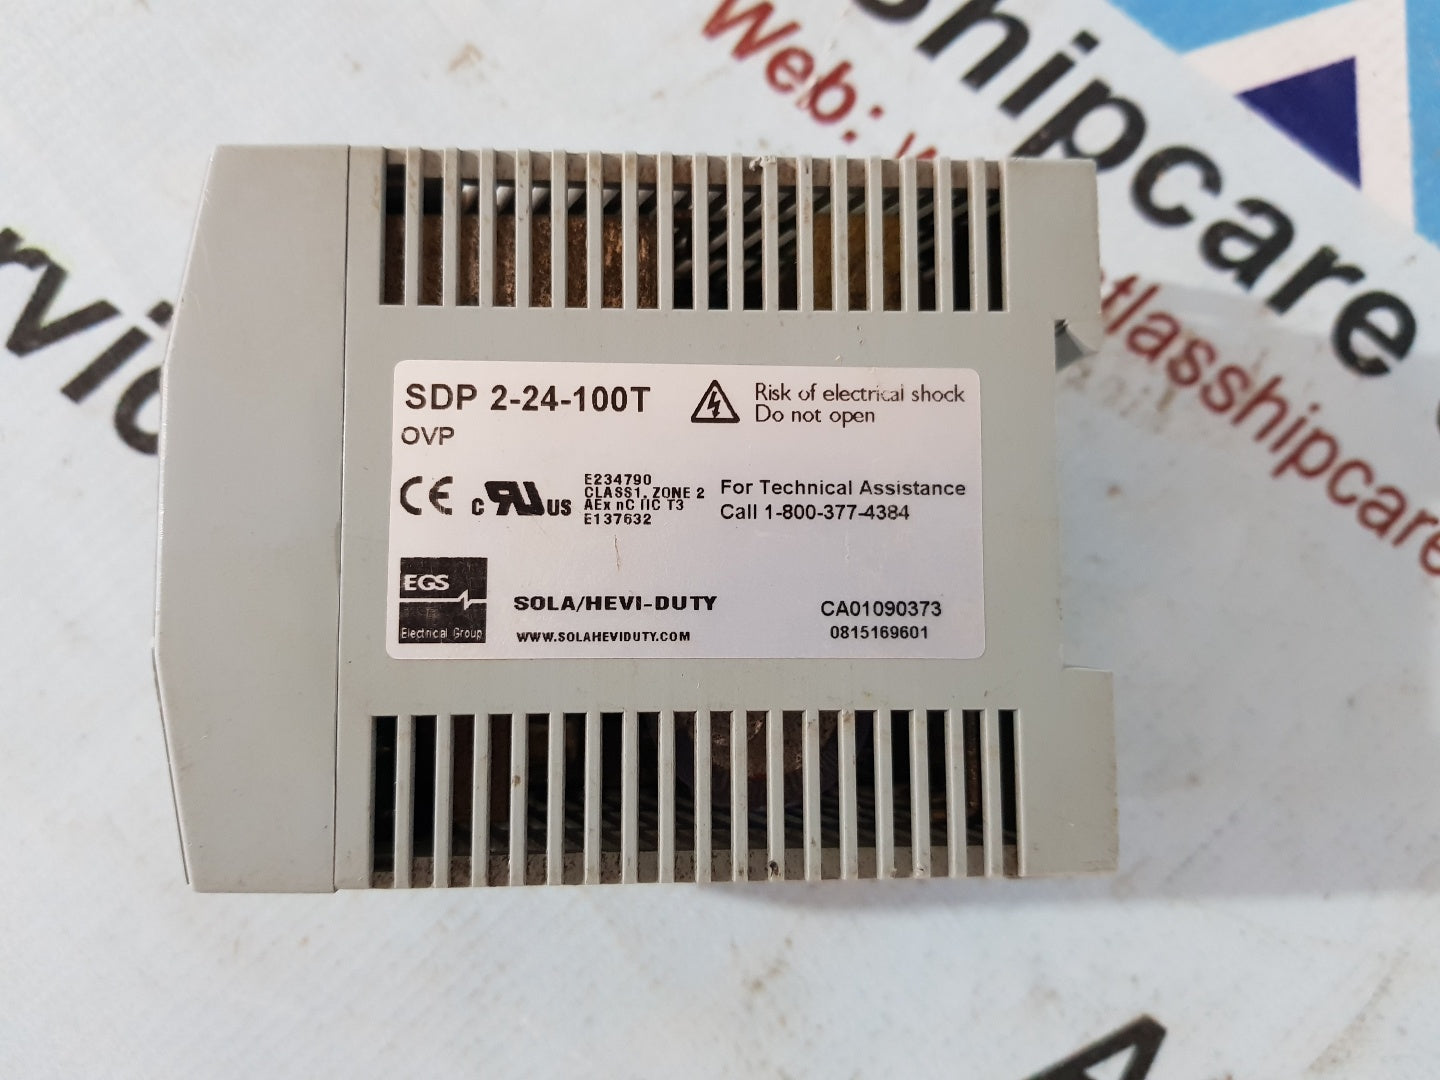 Web:
shipcare
atlasshipcare
SDP 2-24-100T
OVP
Risk of electrical shock
Do not open
CE
c
US
E234790
CLASS1, ZONE 2
AEx nC IIC T3
E137632
For Technical Assistance
Call 1-800-377-4384
EGS
Electrical Group
SOLA/HEVI-DUTY
WWW.SOLAHEVIDUTY.COM
CA01090373
0815169601